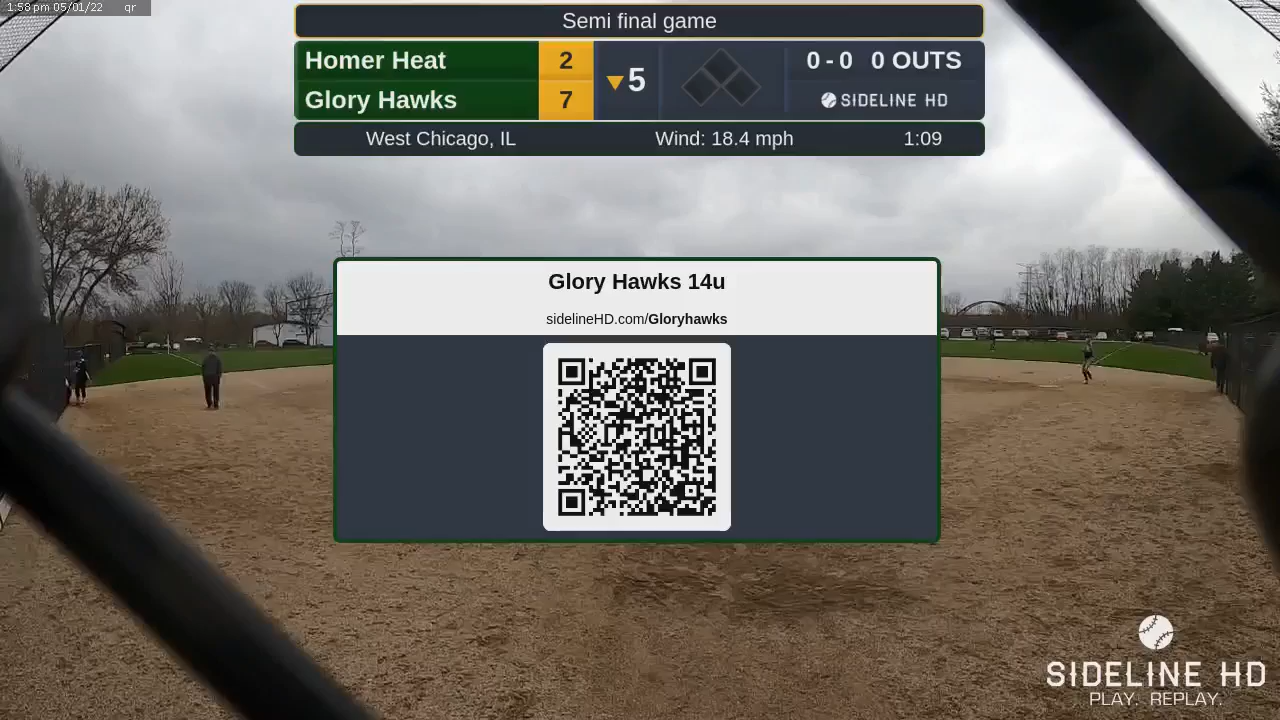 1:58 pm 05/01/22 qr
Semi final game
Homer Heat 2
Glory Hawks 7
5
0 - 0 0 OUTS
SIDELINE HD
West Chicago, IL Wind: 18.4 mph 1:09
Glory Hawks 14u
sidelineHD.com/Gloryhawks
SIDELINE HD
PLAY. REPLAY.